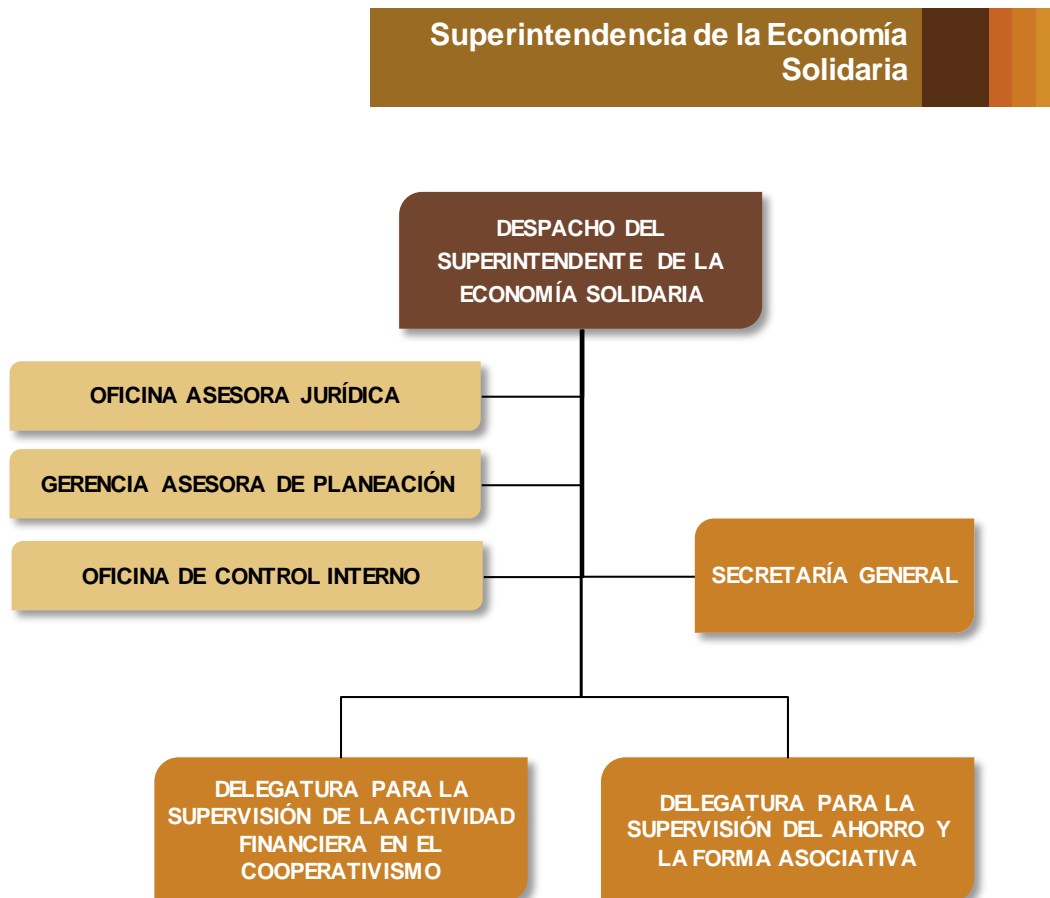 Superintendencia de la Economía
Solidaria
DESPACHO DEL
SUPERINTENDENTE DE LA
ECONOMÍA SOLIDARIA
OFICINA ASESORA JURÍDICA
GERENCIA ASESORA DE PLANEACIÓN
OFICINA DE CONTROL INTERNO
SECRETARÍA GENERAL
DELEGATURA PARA LA
SUPERVISIÓN DE LA ACTIVIDAD
FINANCIERA EN EL
COOPERATIVISMO
DELEGATURA PARA LA
SUPERVISIÓN DEL AHORRO Y
LA FORMA ASOCIATIVA